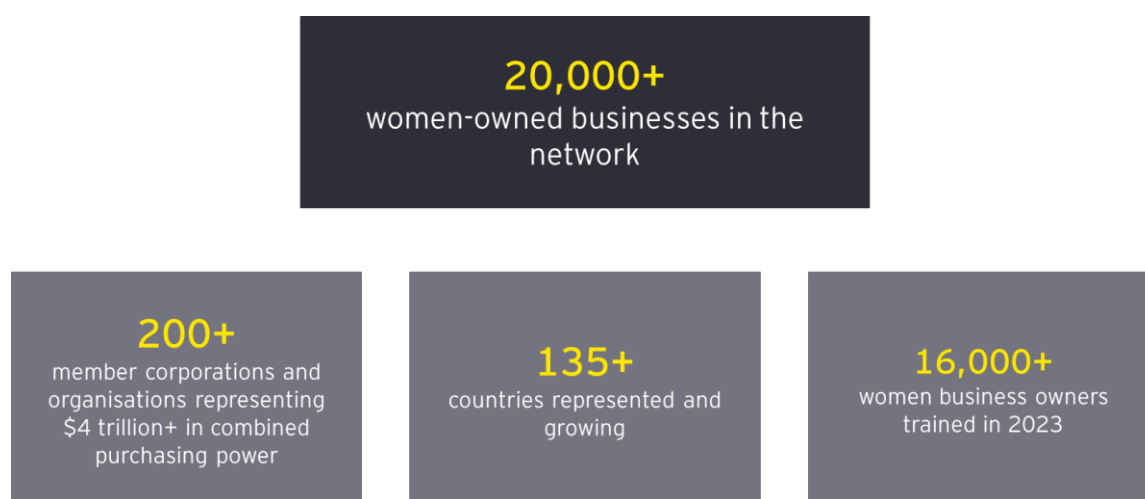 20,000+
women-owned businesses in the
network
200+
member corporations and
organisations representing
$4 trillion+ in combined
purchasing power
135+
countries represented and
growing
16,000+
women business owners
trained in 2023